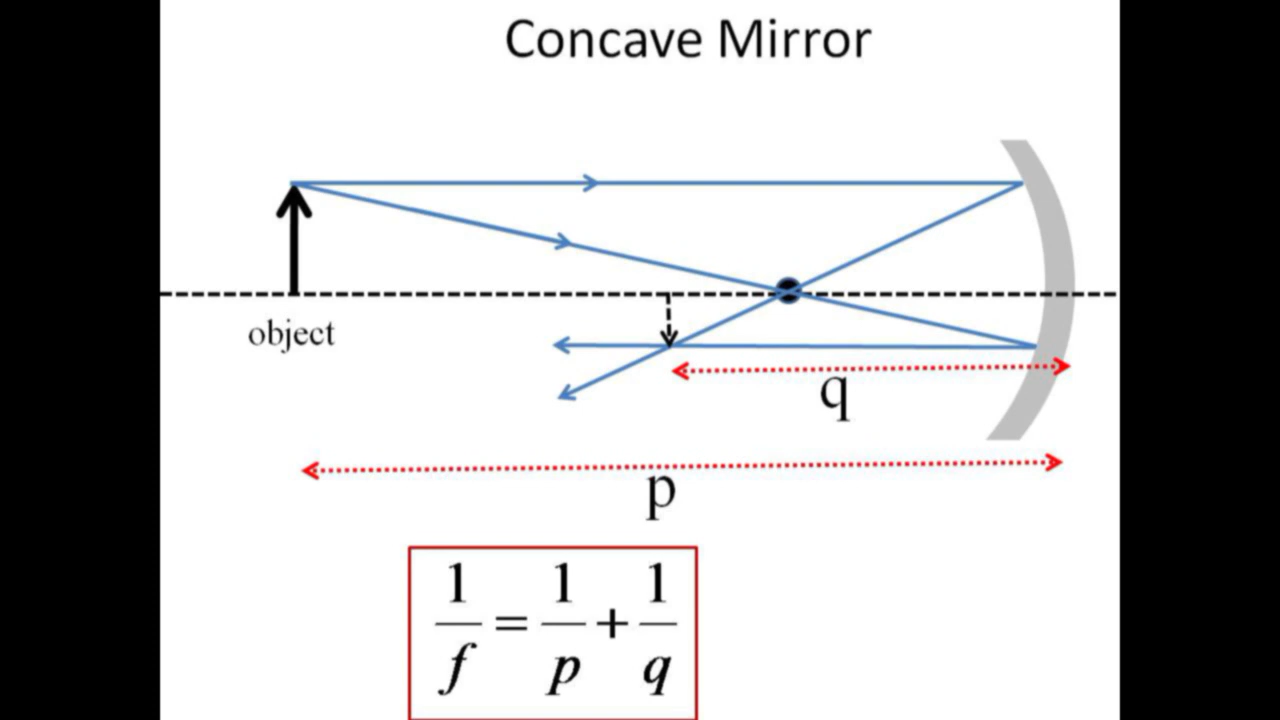 Concave Mirror
object
q
p
1/f = 1/p + 1/q